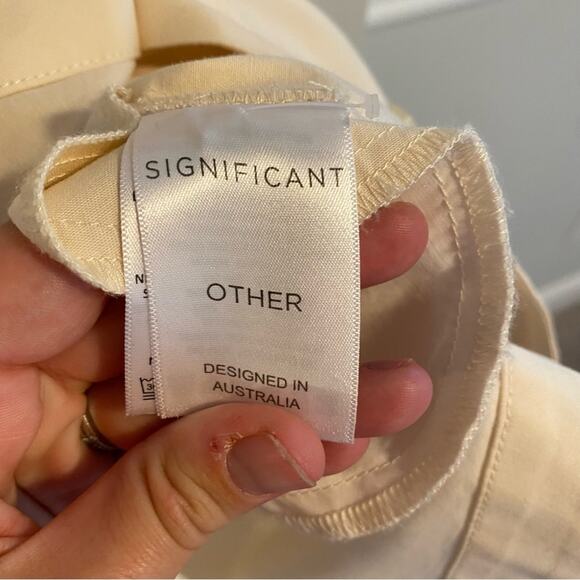 SIGNIFICANT
OTHER
DESIGNED IN
AUSTRALIA